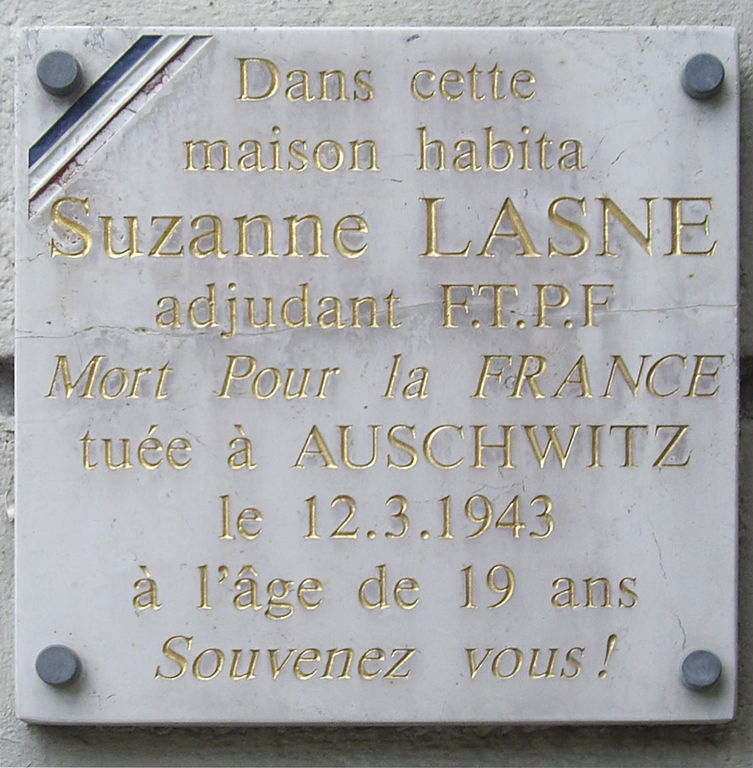 Dans cette
maison habita
Suzanne LASNE
adjudant F.T.P.F
Mort Pour la FRANCE
tuée à AUSCHWITZ
le 12.3.1943
à l'âge de 19 ans
Souvenez vous !